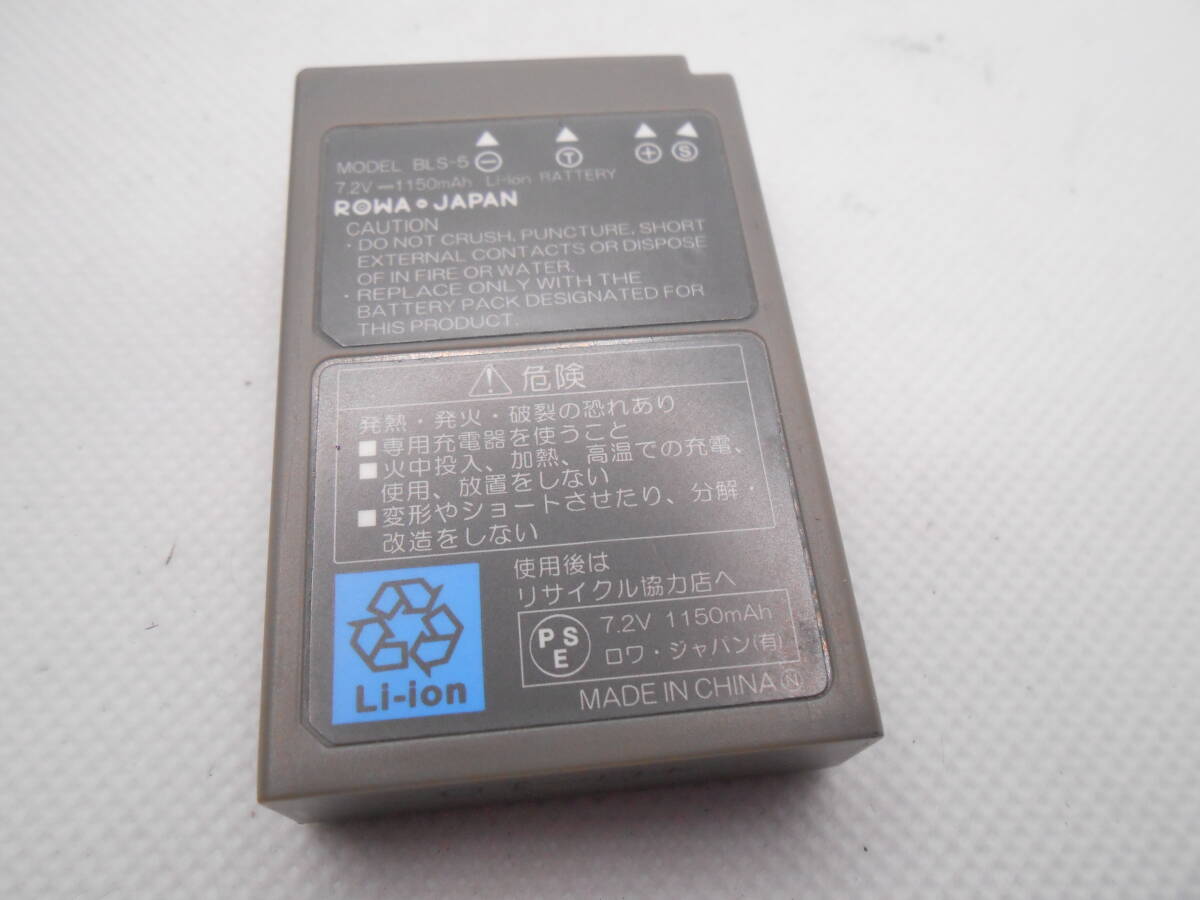 MODEL BLS-5 ⊖ Ⓣ ⊕ Ⓢ
7.2V⎓1150mAh Li-ion BATTERY
ROWA JAPAN
CAUTION
・DO NOT CRUSH, PUNCTURE, SHORT
EXTERNAL CONTACTS OR DISPOSE
OF IN FIRE OR WATER.
・REPLACE ONLY WITH THE
BATTERY PACK DESIGNATED FOR
THIS PRODUCT.
⚠ 危険
発熱・発火・破裂の恐れあり
■専用充電器を使うこと
■火中投入、加熱、高温での充電、
使用、放置をしない
■変形やショートさせたり、分解・
改造をしない
使用後は
リサイクル協力店へ
Li-ion
PSE
7.2V 1150mAh
ロワ・ジャパン(有)
MADE IN CHINA Ⓝ